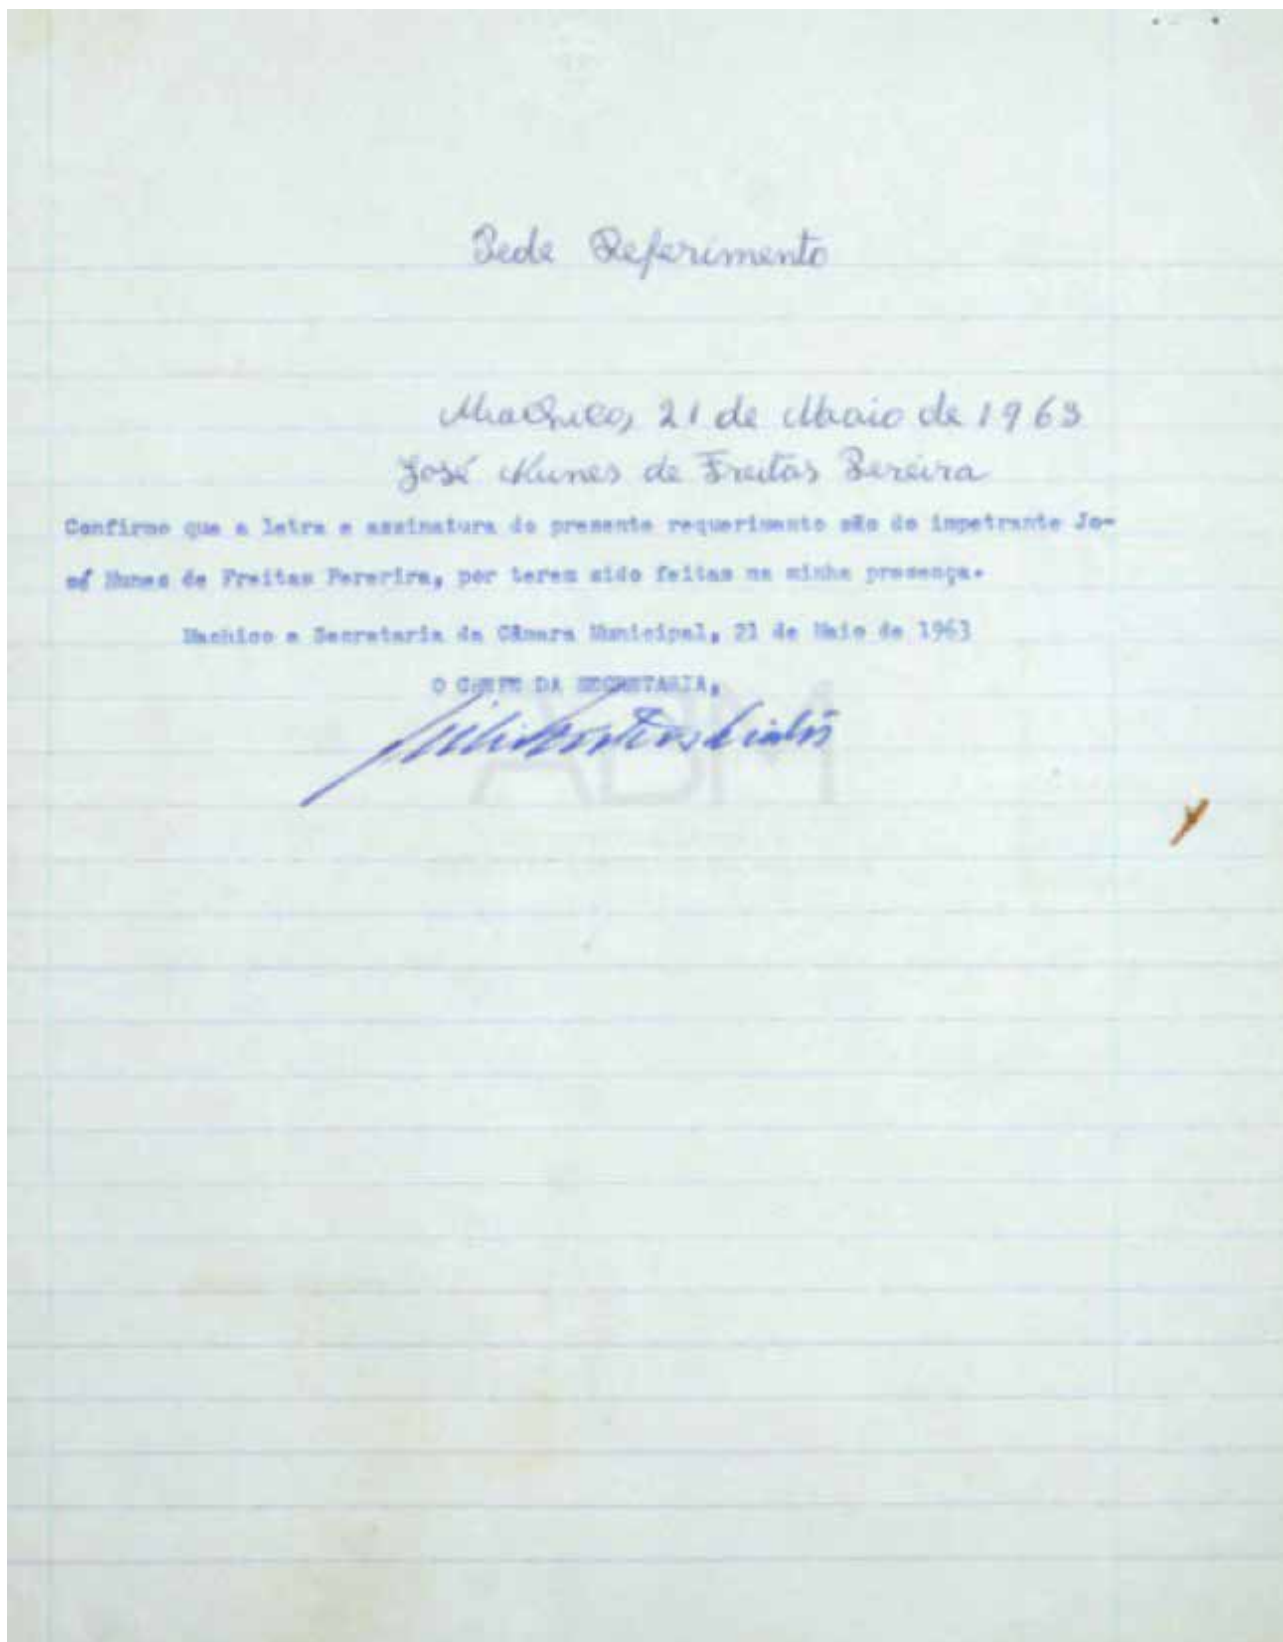 Pede Deferimento
Machico, 21 de Maio de 1963
José Nunes de Freitas Pereira
Confirmo que a letra e assinatura do presente requerimento são do impetrante Jo-
sé Nunes de Freitas Pererira, por terem sido feitas na minha presença.
Machico e Secretaria da Câmara Municipal, 21 de Maio de 1963
O CHEFE DA SECRETARIA,
ABM